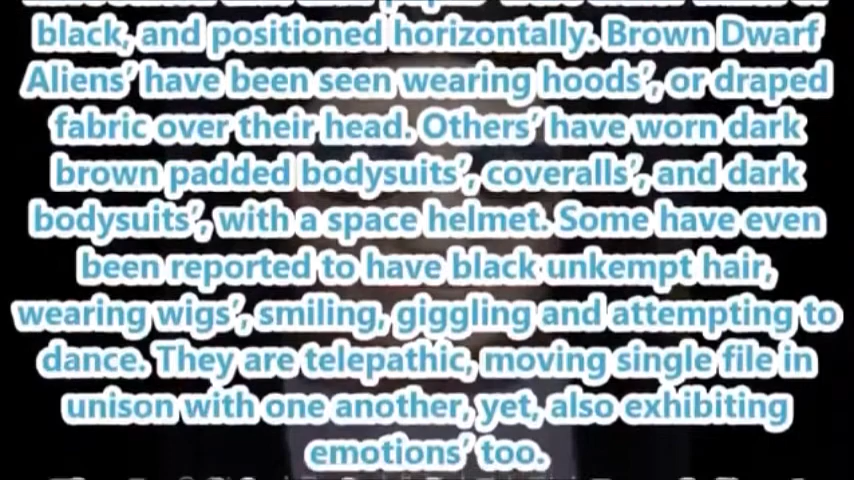 black, and positioned horizontally. Brown Dwarf
Aliens' have been seen wearing hoods', or draped
fabric over their head. Others' have worn dark
brown padded bodysuits', coveralls', and dark
bodysuits', with a space helmet. Some have even
been reported to have black unkempt hair,
wearing wigs', smiling, giggling and attempting to
dance. They are telepathic, moving single file in
unison with one another, yet, also exhibiting
emotions' too.